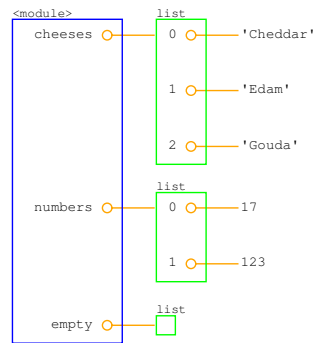 <module> list
cheeses 0 'Cheddar'
1 'Edam'
2 'Gouda'
list
numbers 0 17
1 123
list
empty